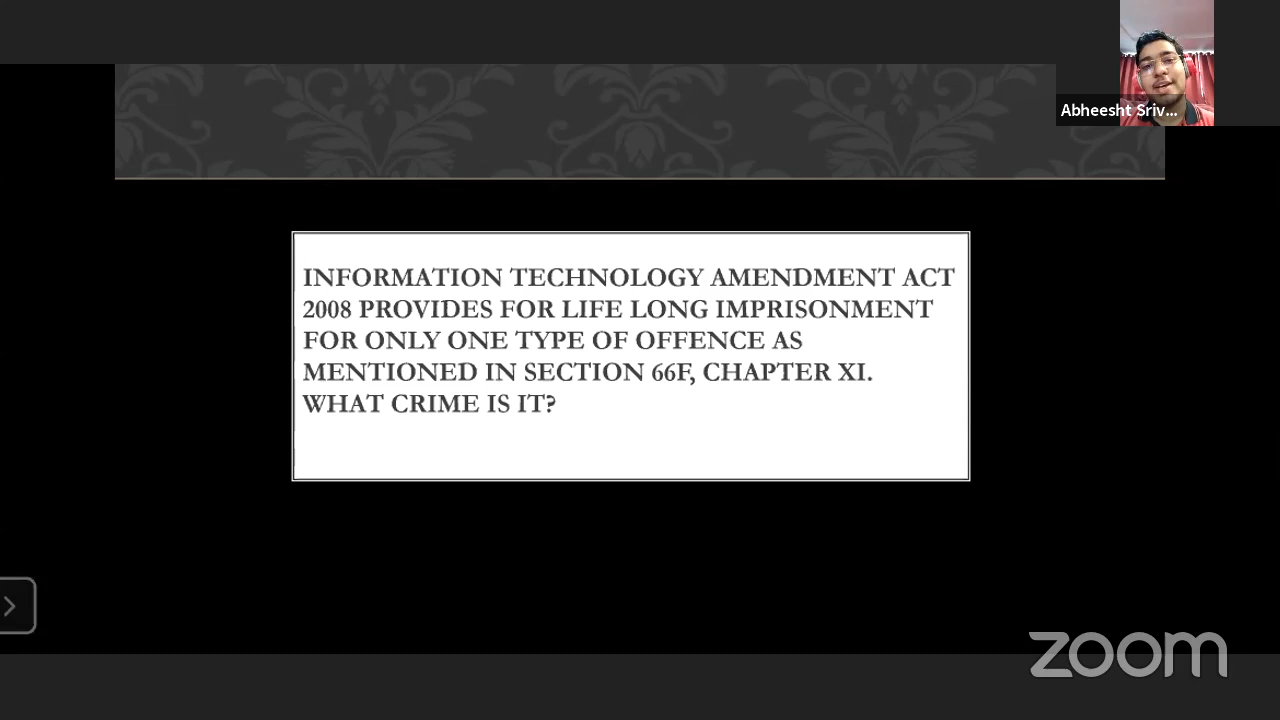 Abheesht Sriv...
INFORMATION TECHNOLOGY AMENDMENT ACT
2008 PROVIDES FOR LIFE LONG IMPRISONMENT
FOR ONLY ONE TYPE OF OFFENCE AS
MENTIONED IN SECTION 66F, CHAPTER XI.
WHAT CRIME IS IT?
zoom